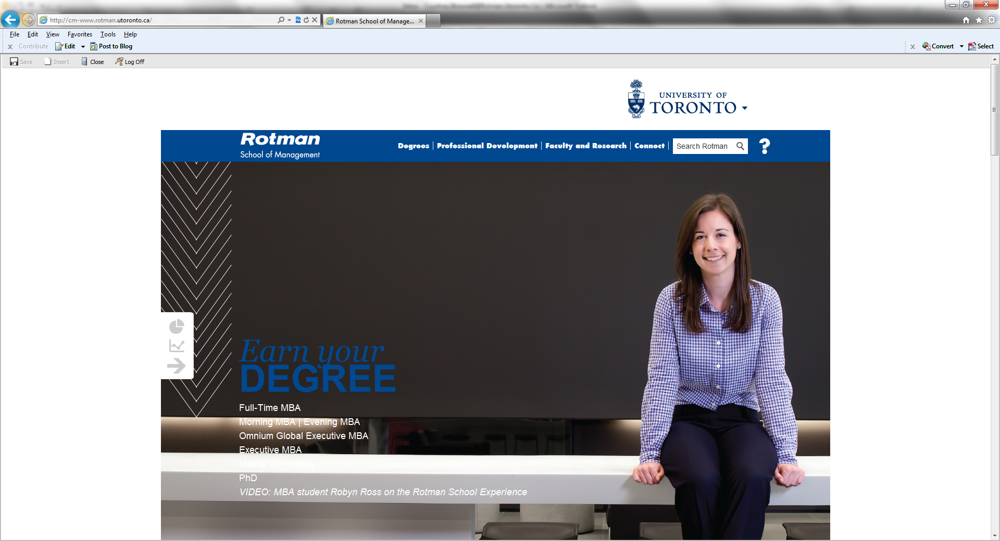 http://cm-www.rotman.utoronto.ca/
Rotman School of Manage...
File Edit View Favorites Tools Help
x Contribute Edit Post to Blog
x Convert Select
Save Insert Close Log Off
UNIVERSITY OF
TORONTO
Rotman
School of Management
Degrees | Professional Development | Faculty and Research | Connect |
Search Rotman
?
Earn your
DEGREE
Full-Time MBA
Morning MBA | Evening MBA
Omnium Global Executive MBA
Executive MBA
Master of Finance
PhD
VIDEO: MBA student Robyn Ross on the Rotman School Experience